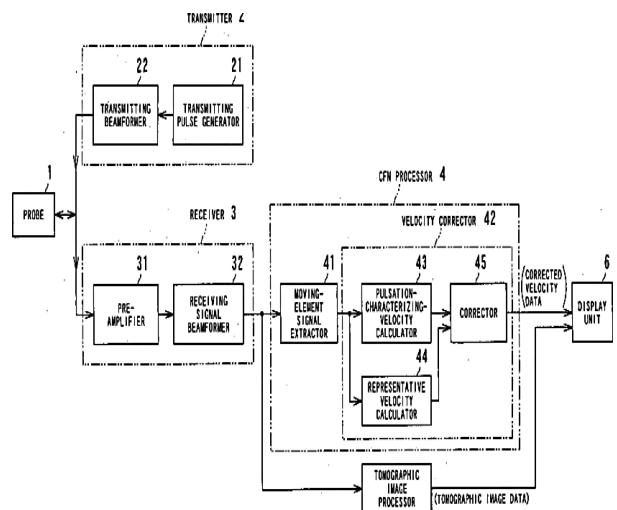 TRANSMITTER 2
22
21
TRANSMITTING
BEAMFORMER
TRANSMITTING
PULSE GENERATOR
1
PROBE
CFM PROCESSOR 4
RECEIVER 3
VELOCITY CORRECTOR 42
31
32
41
43
45
6
PRE-
AMPLIFIER
RECEIVING
SIGNAL
BEAMFORMER
MOVING-
ELEMENT
SIGNAL
EXTRACTOR
PULSATION-
CHARACTERIZING-
VELOCITY
CALCULATOR
CORRECTOR
(CORRECTED
VELOCITY
DATA)
DISPLAY
UNIT
44
REPRESENTATIVE
VELOCITY
CALCULATOR
TOMOGRAPHIC
IMAGE
PROCESSOR
(TOMOGRAPHIC IMAGE DATA)